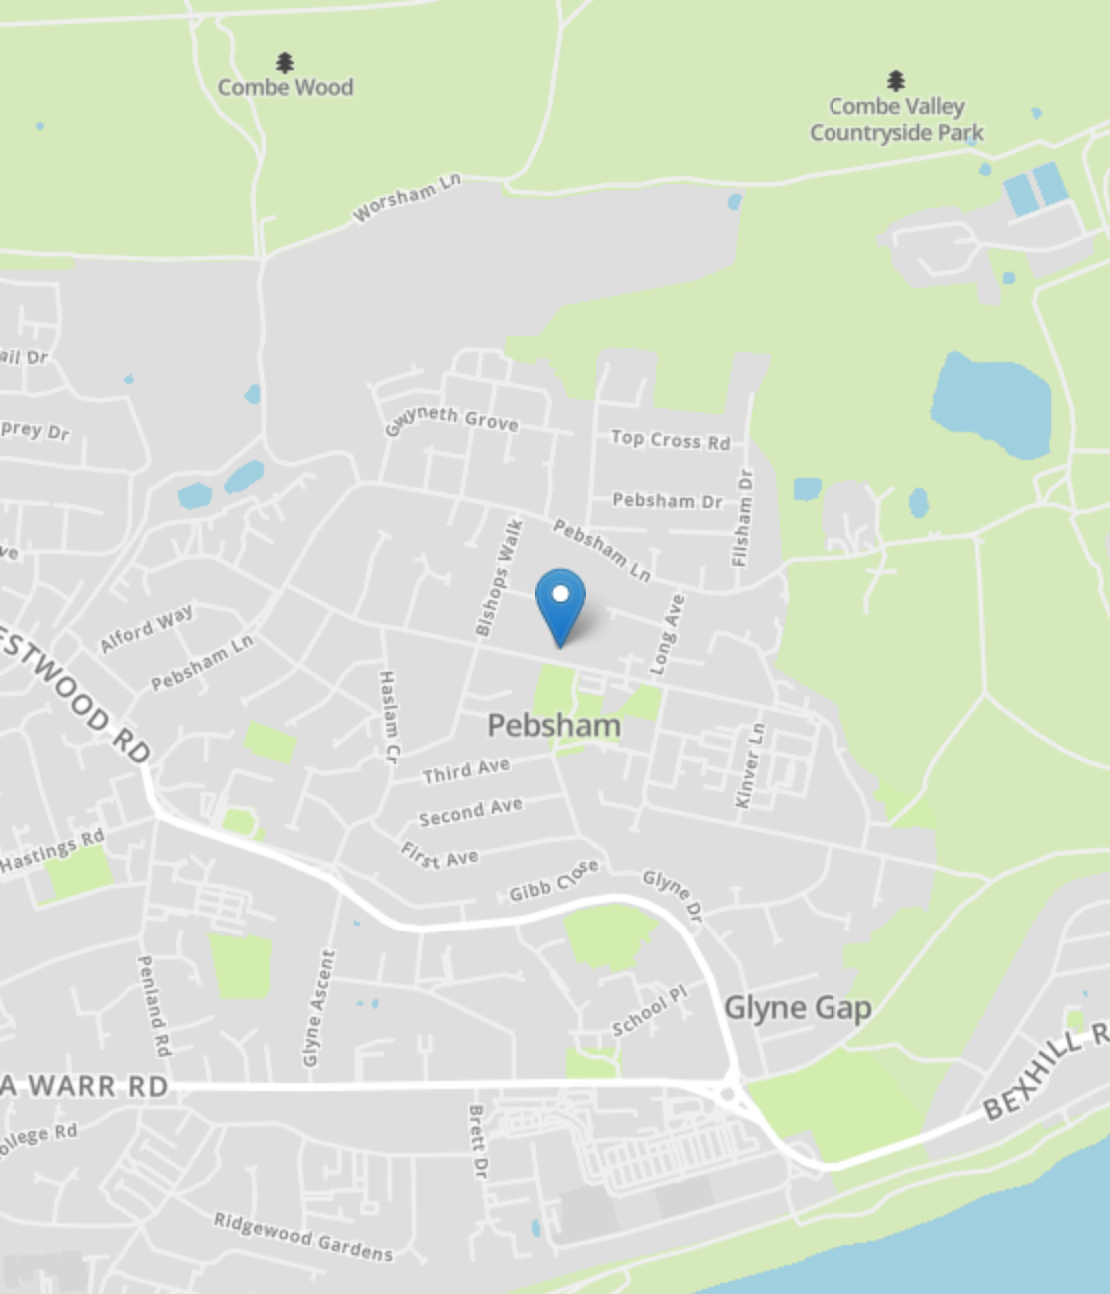 Combe Wood
Combe Valley
Countryside Park
Worsham Ln
ail Dr
prey Dr
Gwyneth Grove
Top Cross Rd
Pebsham Dr
Filsham Dr
Pebsham Ln
Bishops Walk
ve
Long Ave
Alford Way
Pebsham Ln
ESTWOOD RD
Haslam Cr
Pebsham
Kinver Ln
Third Ave
Second Ave
First Ave
Hastings Rd
Gibb Close
Glyne Dr
Penland Rd
Glyne Ascent
School Pl
Glyne Gap
A WARR RD
BEXHILL R
Brett Dr
ollege Rd
Ridgewood Gardens